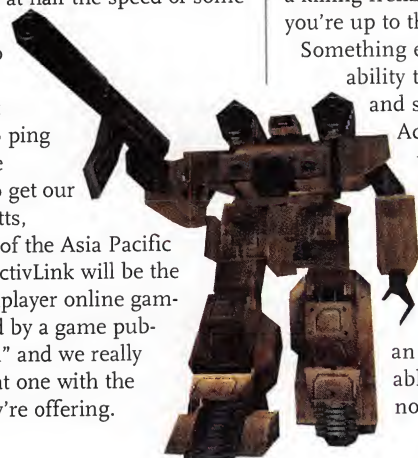 at half the speed of some
ping
e
o get our
tts,
of the Asia Pacific
ctivLink will be the
player online gam-
d by a game pub-
" and we really
at one with the
y're offering.
a killing
you're up to th
Something e
ability t
and s
Ac
an
abl
no